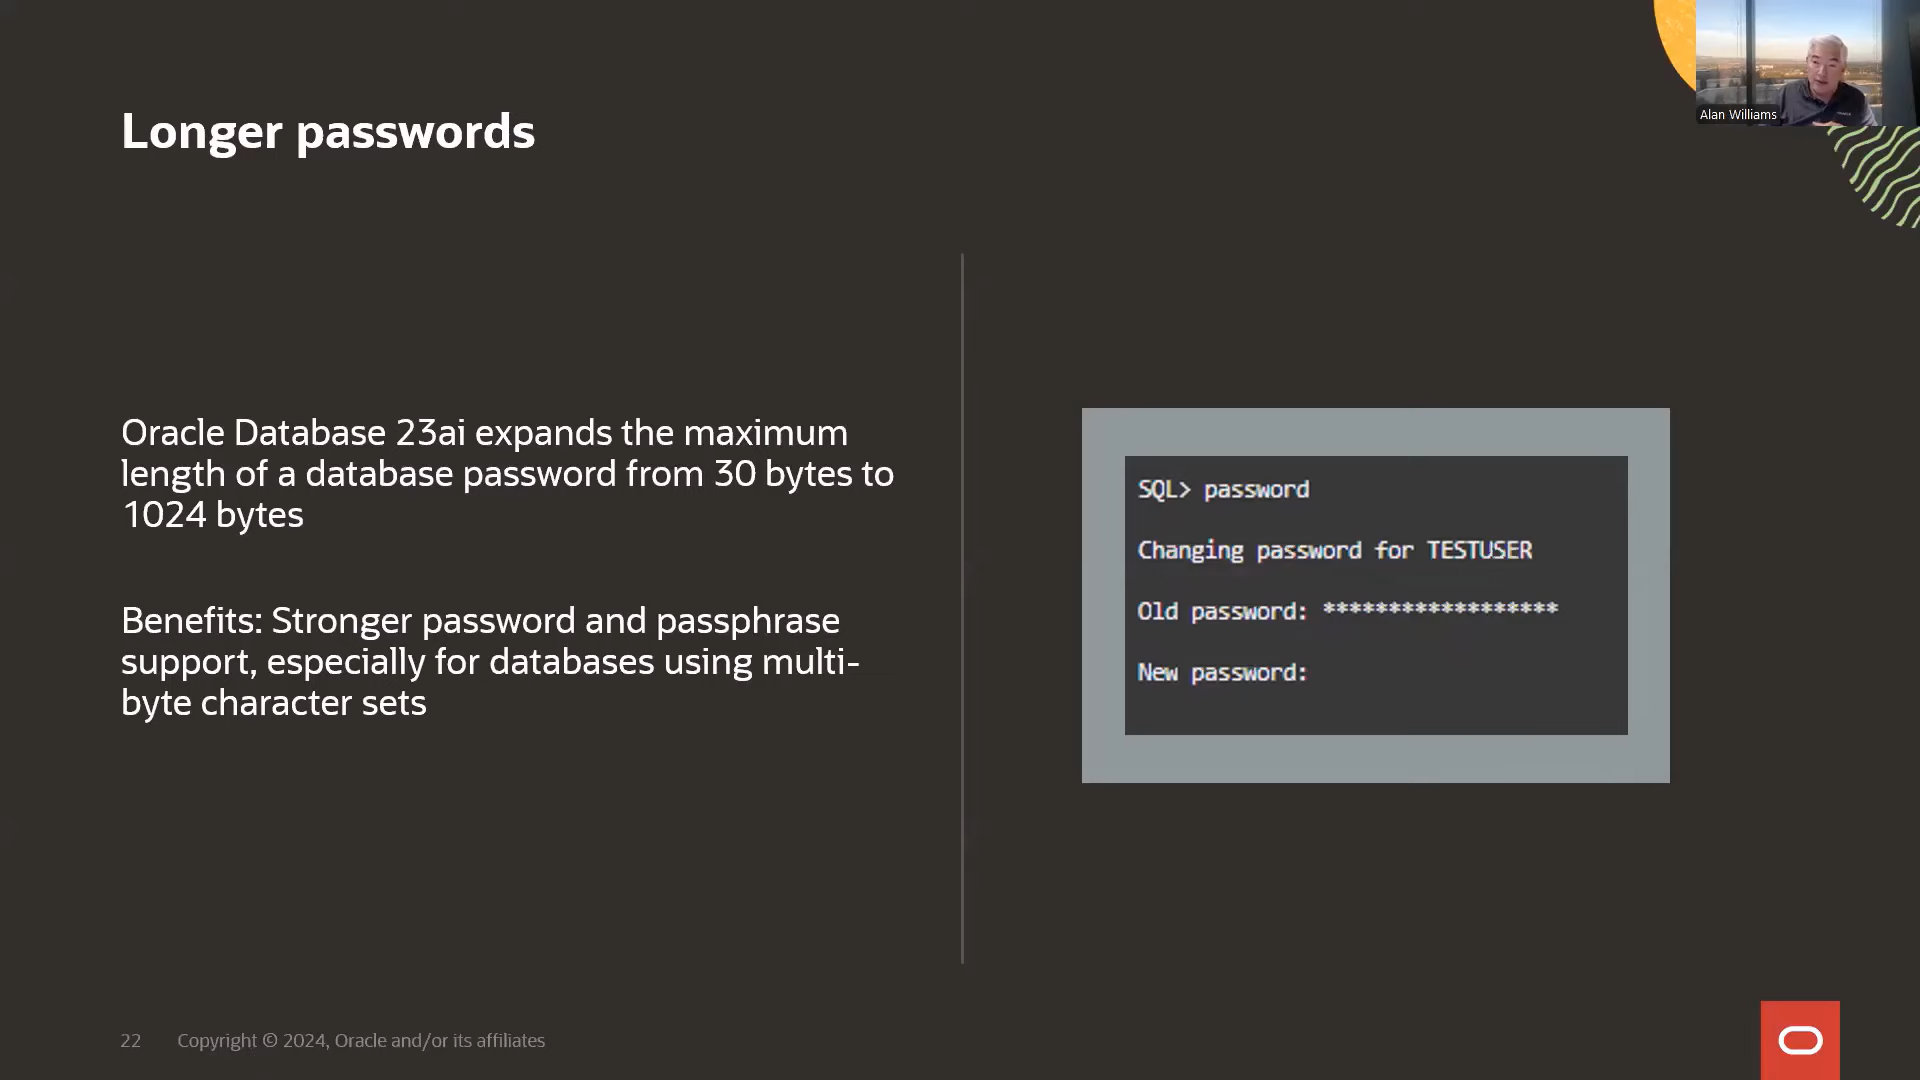 Alan Williams
Longer passwords
Oracle Database 23ai expands the maximum
length of a database password from 30 bytes to
1024 bytes
Benefits: Stronger password and passphrase
support, especially for databases using multi-
byte character sets
SQL> password
Changing password for TESTUSER
Old password: ******************
New password:
22 Copyright © 2024, Oracle and/or its affiliates